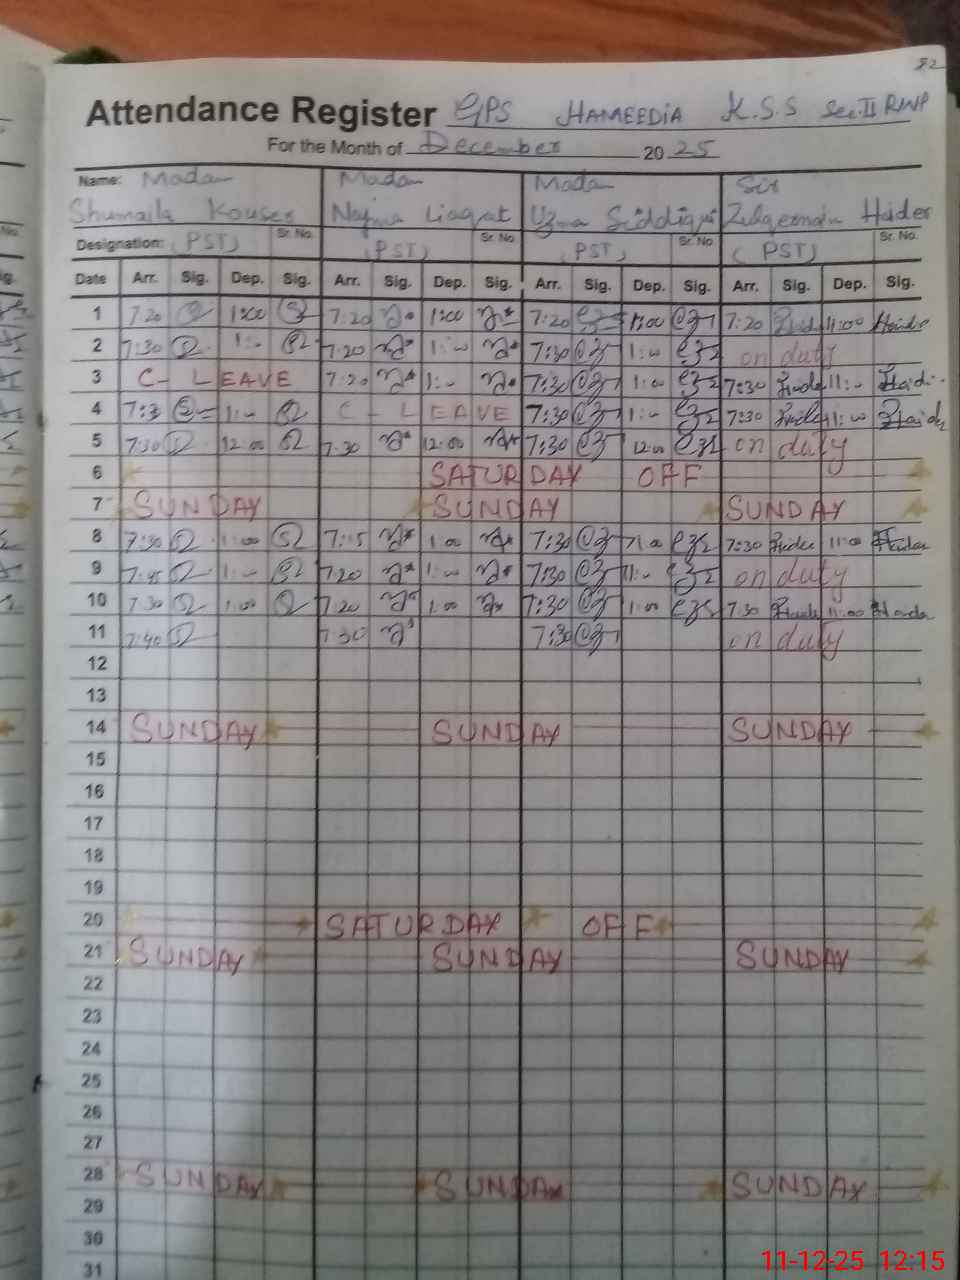 82
Attendance Register GPS HAMEEDIA K.S.S Sec.II RWP
For the Month of December 2025
Name: Madam Madam Madam Sir
Shumaila Kouser Najma Liaqat Uzma Siddiqui Zulqernain Haider
Designation: (PST) Sr. No. (PST) Sr. No. (PST) Sr. No. (PST) Sr. No.
Date Arr. Sig. Dep. Sig. Arr. Sig. Dep. Sig. Arr. Sig. Dep. Sig. Arr. Sig. Dep. Sig.
1 7:20 1:00 7:20 1:00 7:20 1:00 7:20 11:00 Haider
2 7:30 1:00 7:20 1:00 7:30 1:00 on duty
3 C- LEAVE 7:20 1:00 7:30 1:00 7:30 11:00 Haider
4 7:3 1:00 C - LEAVE 7:30 1:00 7:30 11:00 Haider
5 7:30 12:00 7:30 12:00 7:30 12:00 on duty
6 SATURDAY OFF
7 SUNDAY SUNDAY SUNDAY
8 7:30 1:00 7:15 1:00 7:30 1:00 7:30 11:00 Haider
9 7:45 1:00 7:20 1:00 7:30 1:00 on duty
10 7:30 1:00 7:20 1:00 7:30 1:00 7:30 11:00 Haider
11 7:40 7:30 7:30 on duty
12
13
14 SUNDAY SUNDAY SUNDAY
15
16
17
18
19
20 SATURDAY OFF
21 SUNDAY SUNDAY SUNDAY
22
23
24
25
26
27
28 SUNDAY SUNDAY SUNDAY
29
30
31
11-12-25 12:15